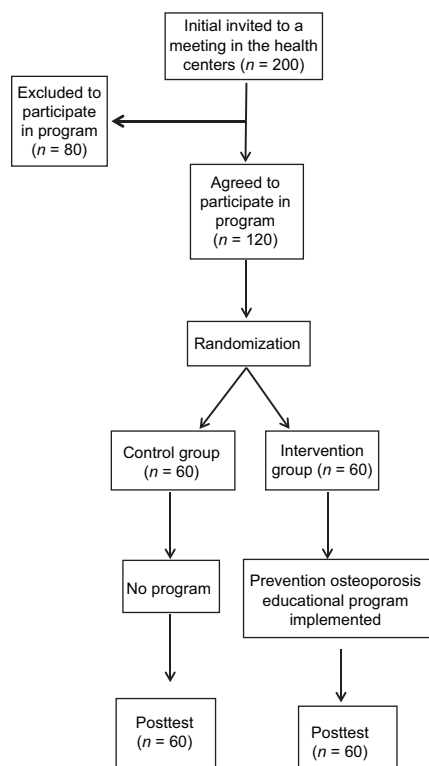 Initial invited to a
meeting in the health
centers (n = 200)
Excluded to
participate
in program
(n = 80)
Agreed to
participate in
program
(n = 120)
Randomization
Control group
(n = 60)
Intervention
group (n = 60)
No program
Prevention osteoporosis
educational program
implemented
Posttest
(n = 60)
Posttest
(n = 60)